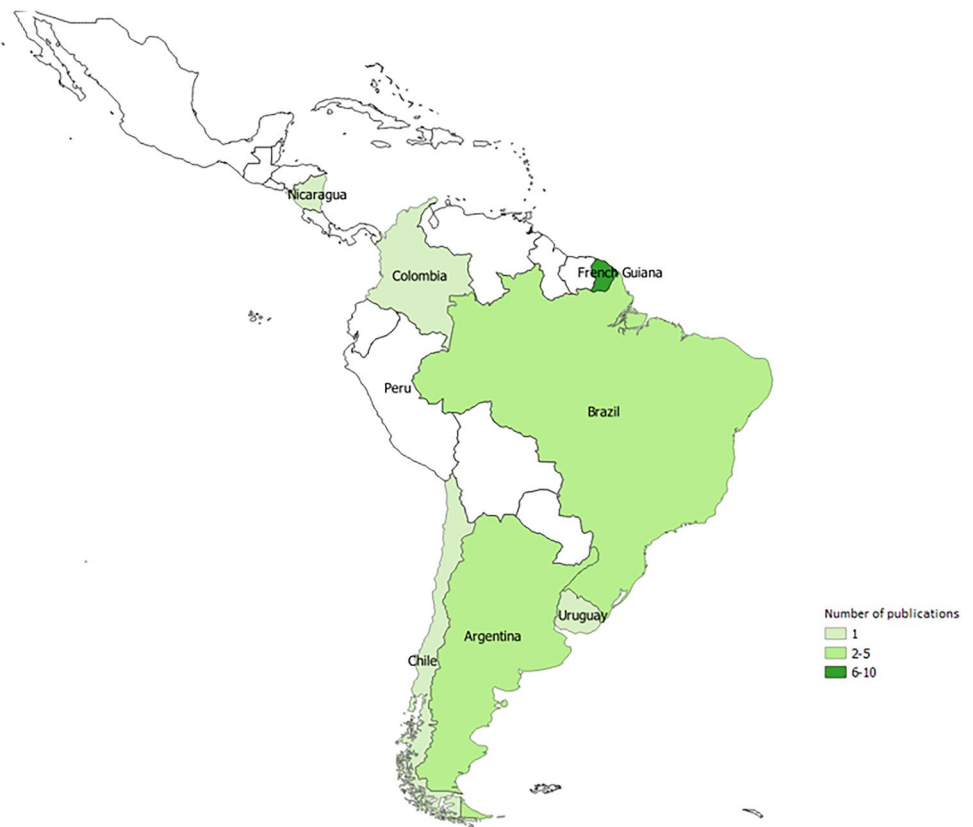 Nicaragua
Colombia
French Guiana
Peru
Brazil
Uruguay
Argentina
Chile
Number of publications
1
2-5
6-10